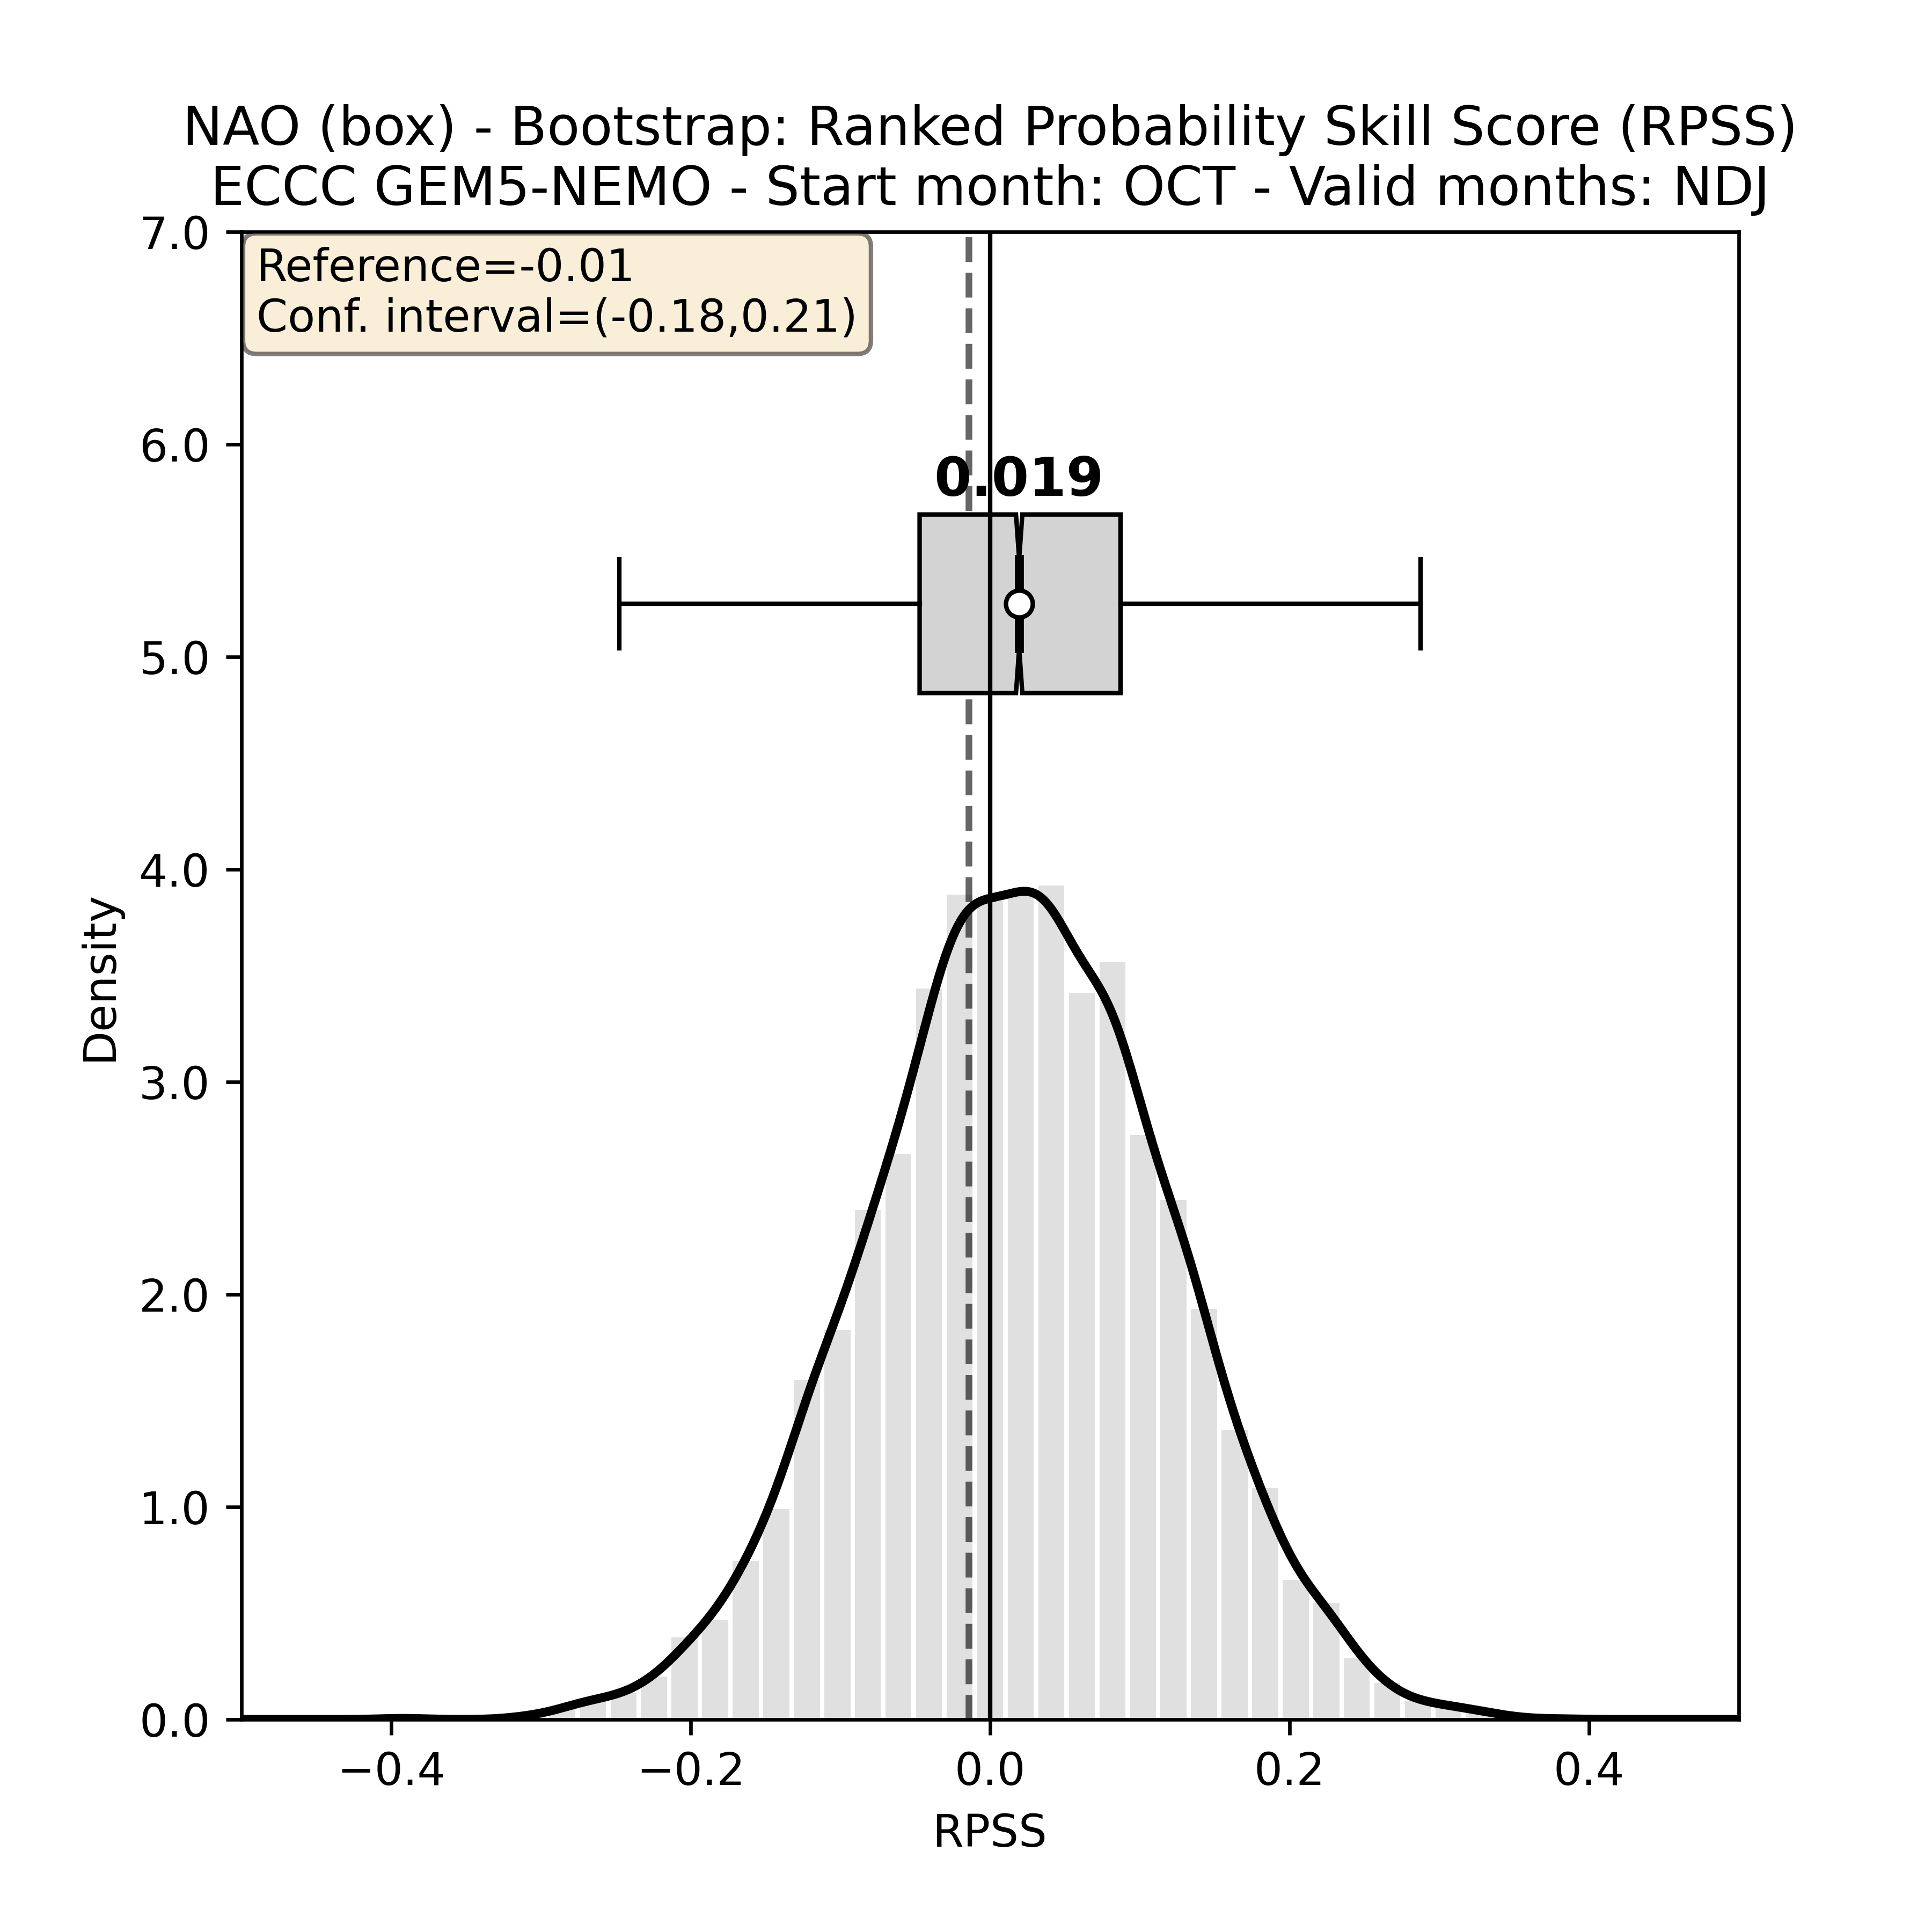 NAO (box) - Bootstrap: Ranked Probability Skill Score (RPSS)
ECCC GEM5-NEMO - Start month: OCT - Valid months: NDJ
Reference=-0.01
Conf. interval=(-0.18,0.21)
0.019
7.0
6.0
5.0
4.0
3.0
2.0
1.0
0.0
Density
−0.4 −0.2 0.0 0.2 0.4
RPSS